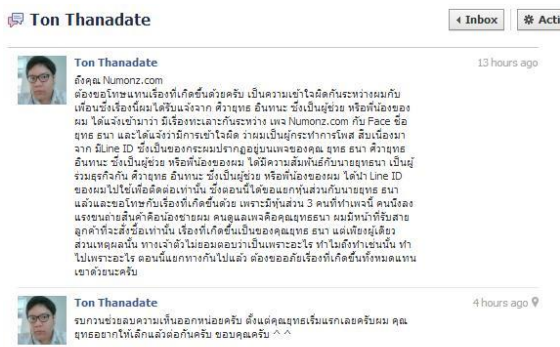 Ton Thanadate
Inbox
Acti
Ton Thanadate
13 hours ago
ถึงคุณ Numonz.com
ต้องขอโทษแทนเรื่องที่เกิดขึ้นด้วยครับ เป็นความเข้าใจผิดกันระหว่างผมกับ
เพื่อนซึ่งเรื่องนี้ผมได้รับแจ้งจาก ศิวายุทธ อินทนะ ซึ่งเป็นผู้ช่วย หรือพี่น้องของ
ผม ได้แจ้งเข้ามาว่า มีเรื่องทะเลาะกันระหว่าง เพจ Numonz.com กับ Face ชื่อ
ยุทธ ธนา และได้แจ้งว่ามีการเข้าใจผิด ว่าผมเป็นผู้กระทำการโพส สืบเนื่องมา
จาก มีLine ID ซึ่งเป็นของกระผมปรากฏอยู่บนเพจของคุณ ยุทธ ธนา ศิวายุทธ
อินทนะ ซึ่งเป็นผู้ช่วย หรือพี่น้องของผม ได้มีความสัมพันธ์กับนายยุทธนา เป็นผู้
ร่วมธุรกิจกัน ศิวายุทธ อินทนะ ซึ่งเป็นผู้ช่วย หรือพี่น้องของผม ได้นำ Line ID
ของผมไปใช้เพื่อติดต่อเท่านั้น ซึ่งตอนนี้ได้ขอแยกหุ้นส่วนกับนายยุทธ ธนา
แล้วและขอโทษกับเรื่องที่เกิดขึ้นด้วย เพราะมีหุ้นส่วน 3 คนที่ทำเพจนี้ คนนึงลง
แรงขนถ่ายสินค้าคือน้องชายผม คนดูแลเพจคือคุณยุทธธนา ผมมีหน้าที่รับสาย
ลูกค้าที่จะสั่งซื้อเท่านั้น เรื่องที่เกิดขึ้นเป็นของคุณยุทธ ธนา แต่เพียงผู้เดียว
ส่วนเหตุผลนั้น ทางเจ้าตัวไม่ยอมตอบว่าเป็นเพราะอะไร ทำไมถึงทำเช่นนั้น ทำ
ไปเพราะอะไร ตอนนี้แยกทางกันไปแล้ว ต้องขออภัยเรื่องที่เกิดขึ้นทั้งหมดแทน
เขาด้วยนะครับ
Ton Thanadate
4 hours ago
รบกวนช่วยลบความเห็นออกหน่อยครับ ตั้งแต่คุณยุทธเริ่มแรกเลยครับผม คุณ
ยุทธอยากให้เลิกแล้วต่อกันครับ ขอบคุณครับ ^ ^